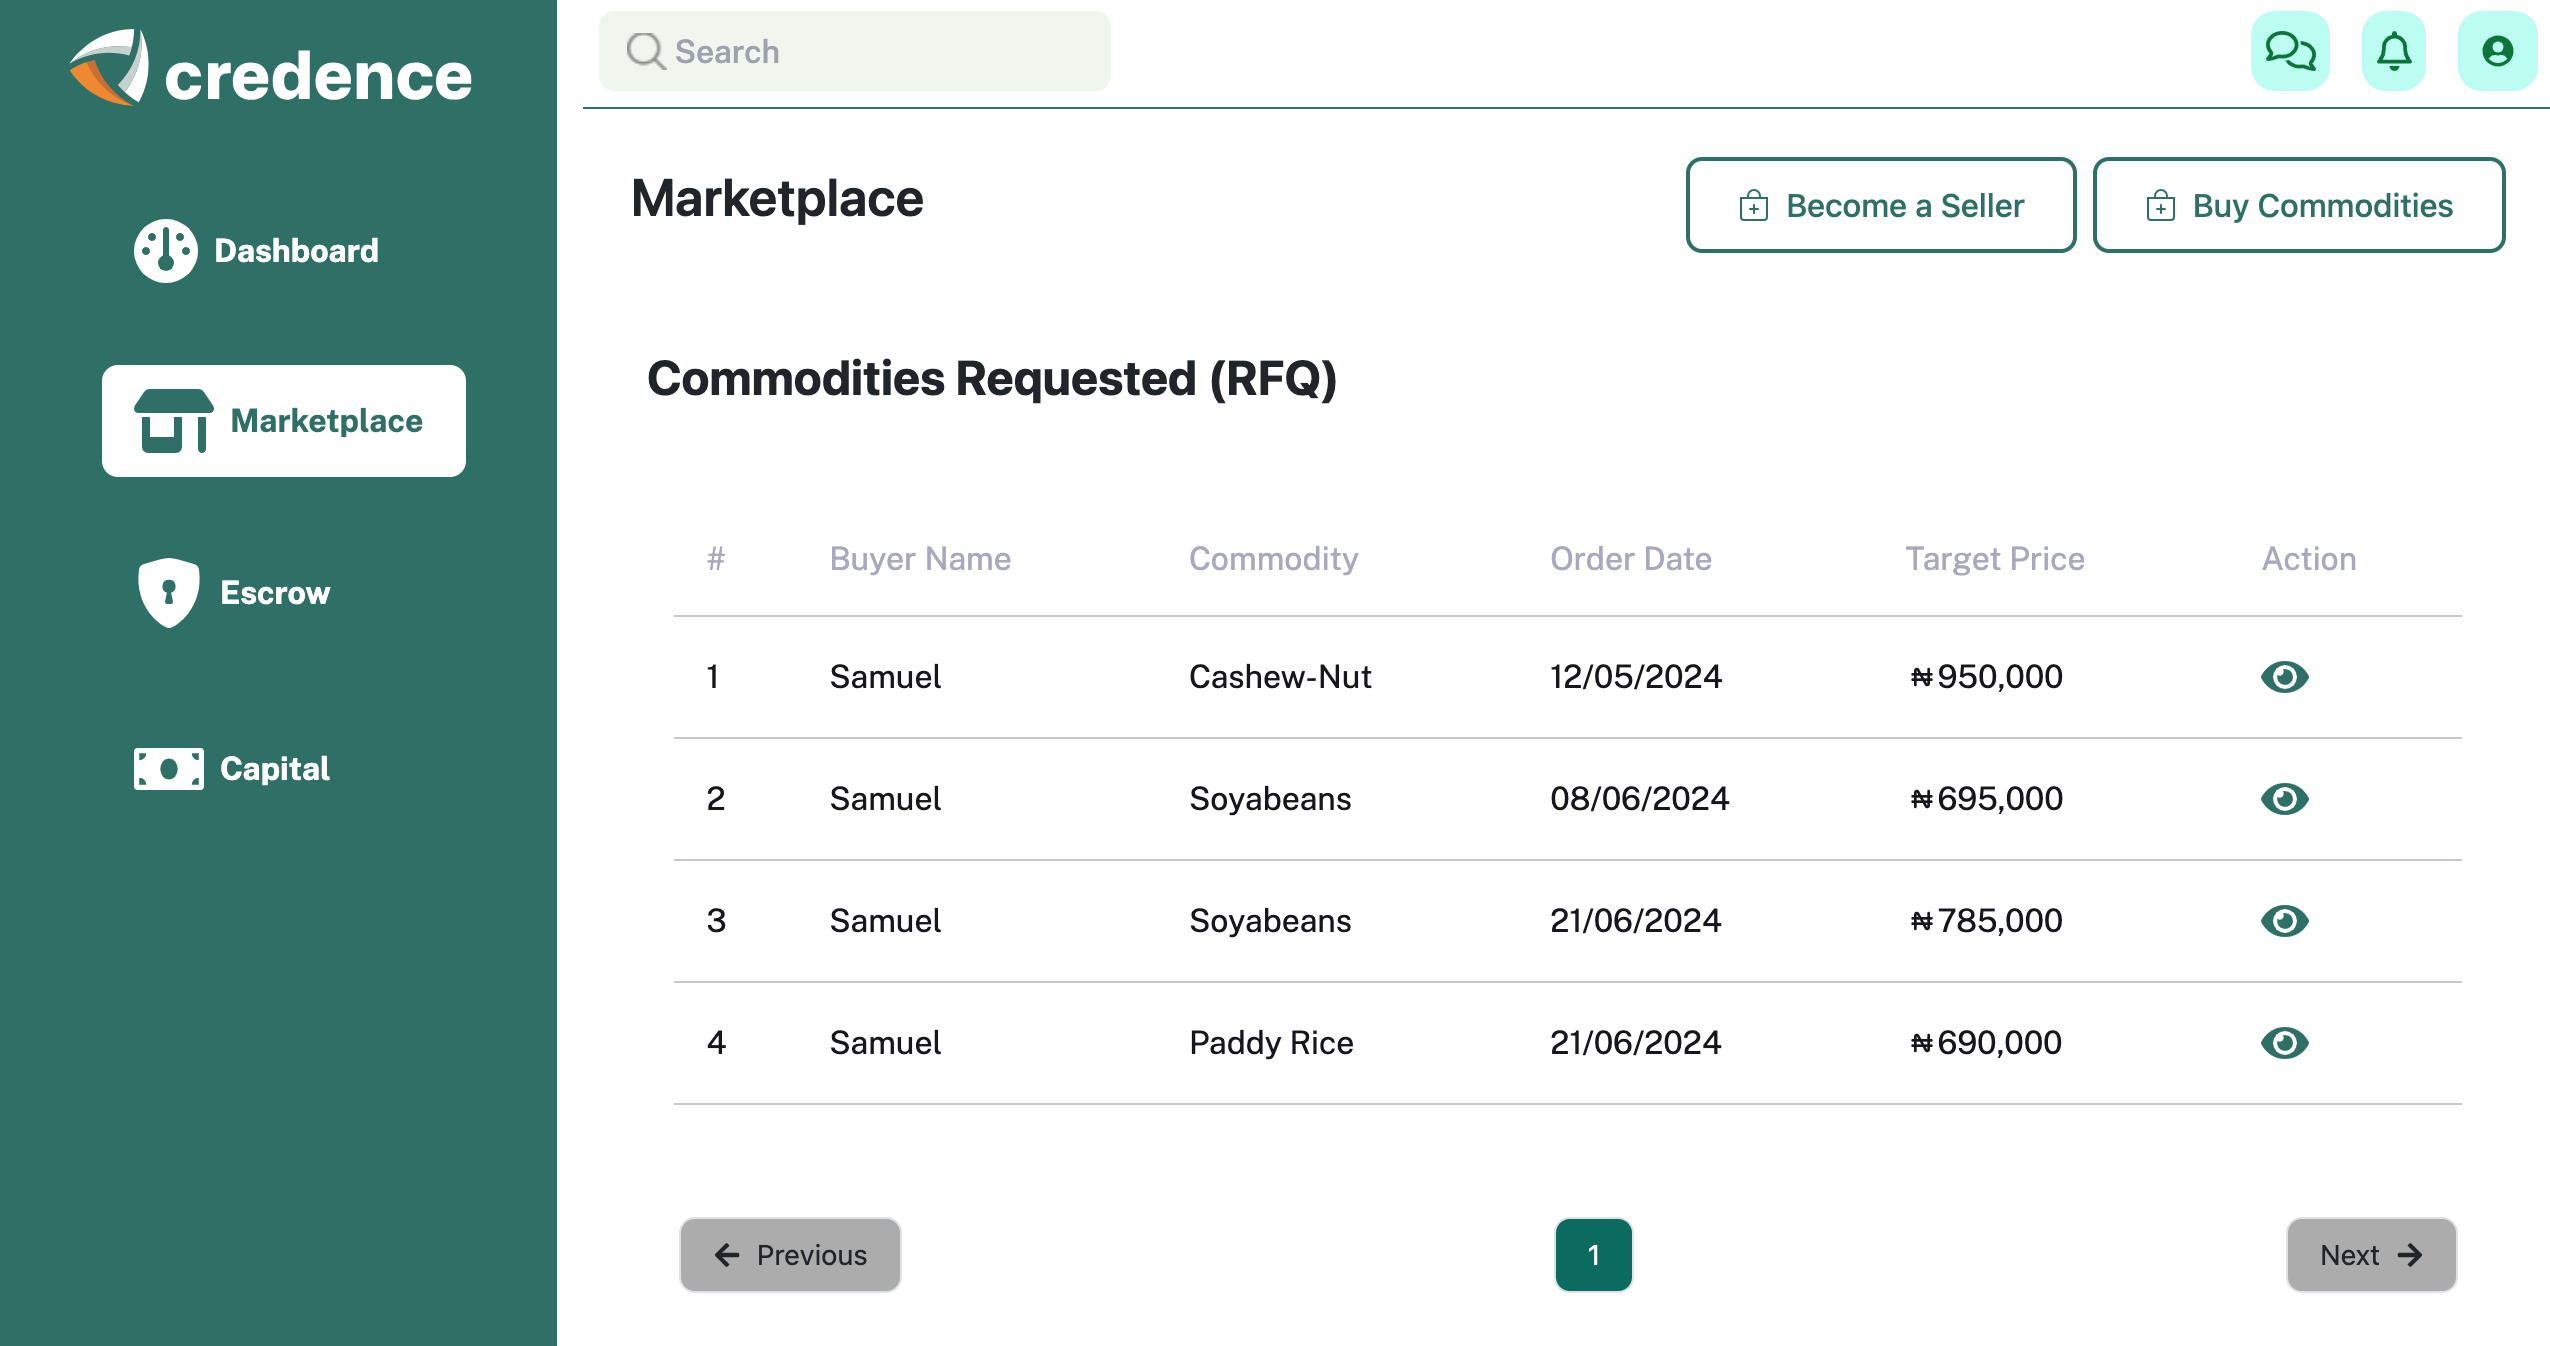 credence
Search
Dashboard
Marketplace
Escrow
Capital
Marketplace
Become a Seller
Buy Commodities
Commodities Requested (RFQ)
# Buyer Name Commodity Order Date Target Price Action
1 Samuel Cashew-Nut 12/05/2024 ₦950,000
2 Samuel Soyabeans 08/06/2024 ₦695,000
3 Samuel Soyabeans 21/06/2024 ₦785,000
4 Samuel Paddy Rice 21/06/2024 ₦690,000
← Previous 1 Next →